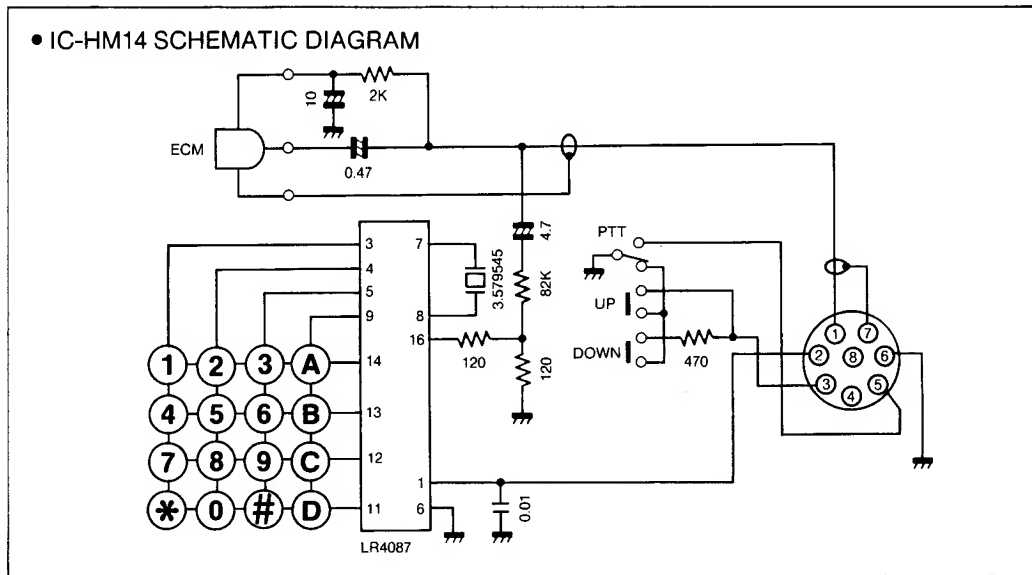 • IC-HM14 SCHEMATIC DIAGRAM
10
2K
ECM
0.47
4.7
PTT
3
7
4
3.579545
82K
5
UP
9
8
16
1
7
120
120
DOWN
470
2
8
6
1 2 3 A
14
3
5
4
4 5 6 B
13
7 8 9 C
12
1
0.01
* 0 # D
11
6
LR4087